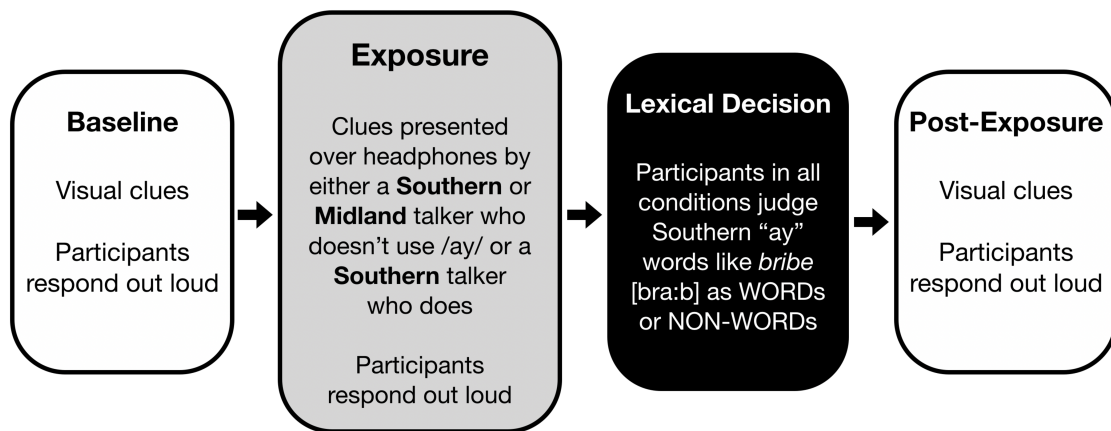 Baseline
Visual clues
Participants
respond out loud
Exposure
Clues presented
over headphones by
either a Southern or
Midland talker who
doesn’t use /ay/ or a
Southern talker
who does
Participants
respond out loud
Lexical Decision
Participants in all
conditions judge
Southern “ay”
words like bribe
[bra:b] as WORDs
or NON-WORDs
Post-Exposure
Visual clues
Participants
respond out loud